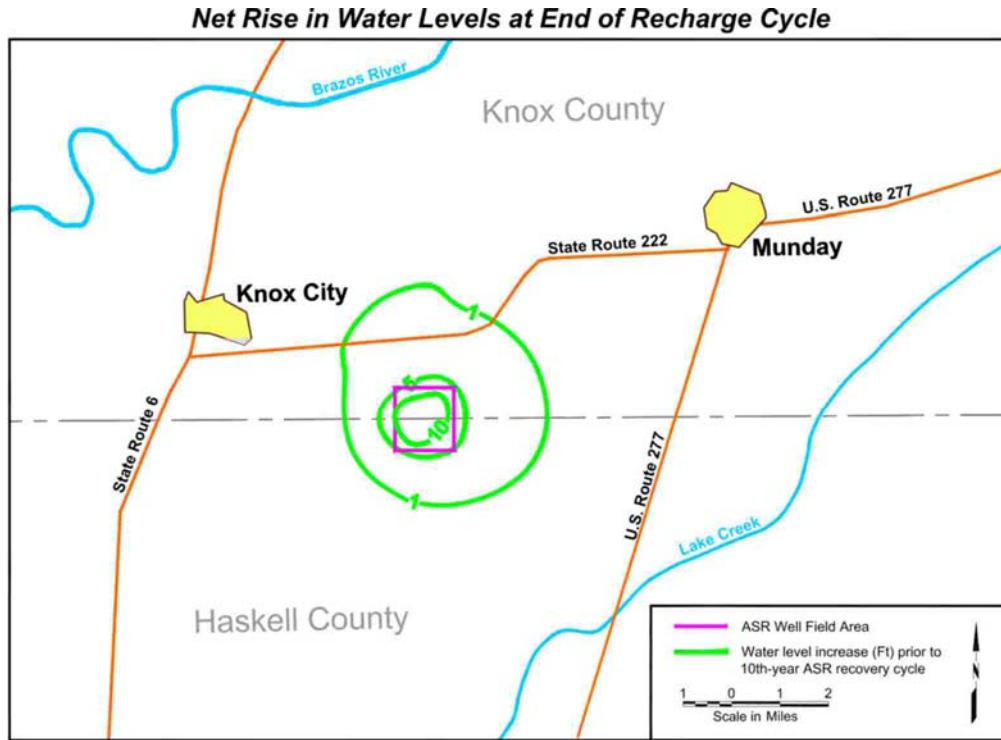 Net Rise in Water Levels at End of Recharge Cycle
Brazos River
Knox County
U.S. Route 277
State Route 222
Munday
Knox City
1
5
10
State Route 6
1
U.S. Route 277
Lake Creek
Haskell County
ASR Well Field Area
Water level increase (Ft) prior to
10th-year ASR recovery cycle
N
1 0 1 2
Scale in Miles